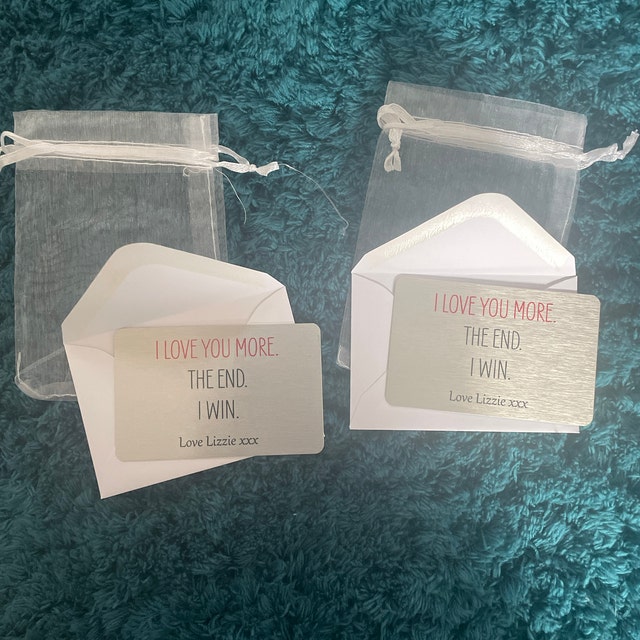 I LOVE YOU MORE.
THE END.
I WIN.
Love Lizzie xxx
I LOVE YOU MORE.
THE END.
I WIN.
Love Lizzie xxx